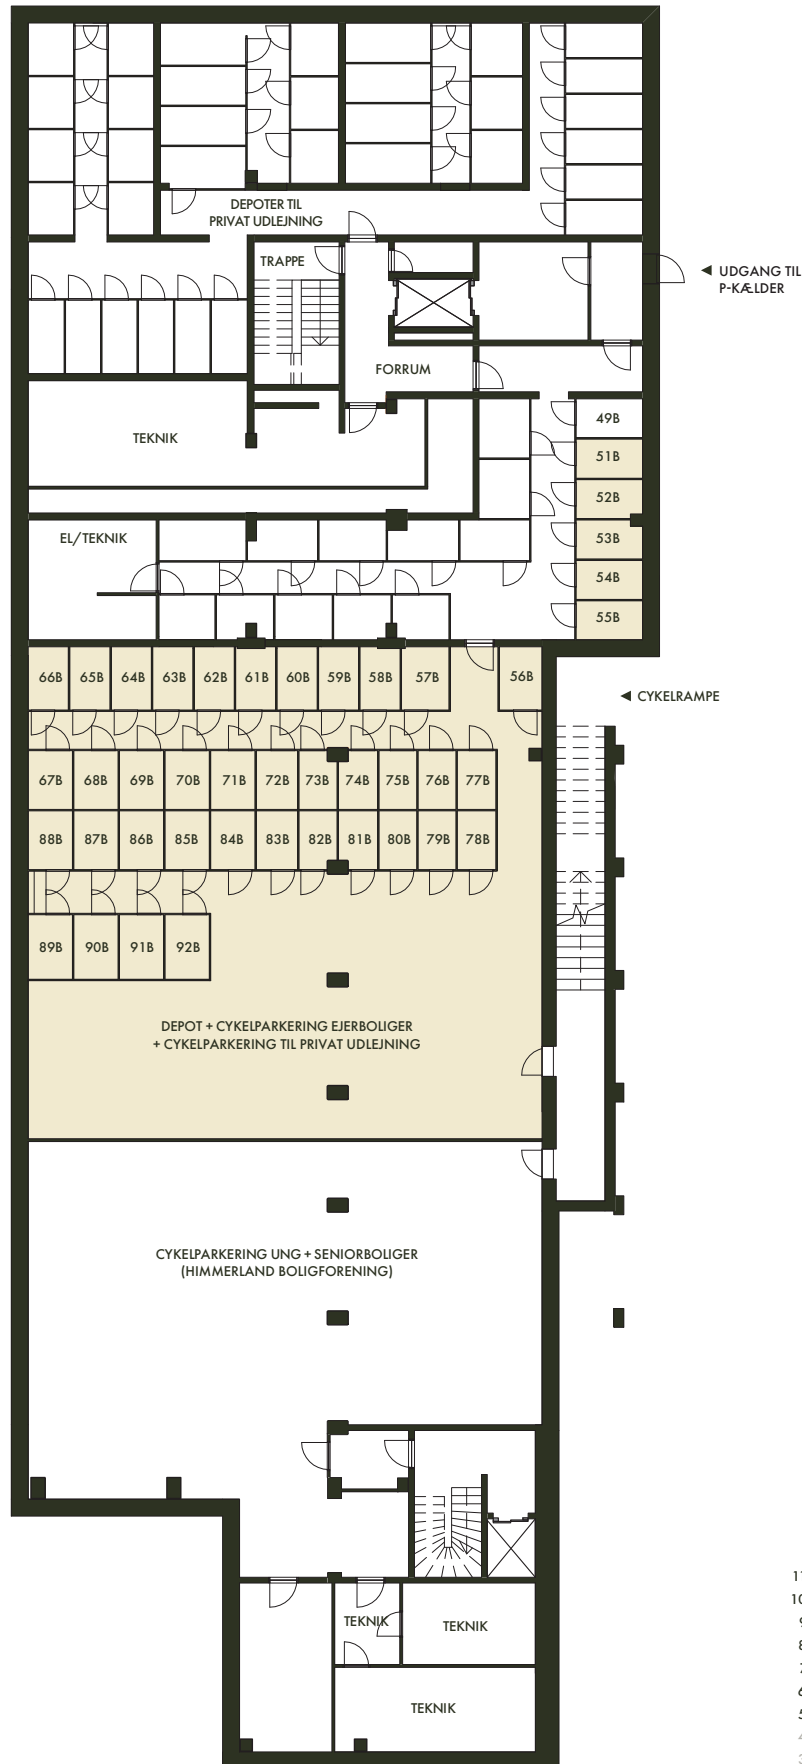 DEPOTER TIL
PRIVAT UDLEJNING
TRAPPE
UDGANG TIL
P-KÆLDER
FORRUM
49B
TEKNIK
51B
52B
EL/TEKNIK
53B
54B
55B
66B 65B 64B 63B 62B 61B 60B 59B 58B 57B 56B
CYKELRAMPE
67B 68B 69B 70B 71B 72B 73B 74B 75B 76B 77B
88B 87B 86B 85B 84B 83B 82B 81B 80B 79B 78B
89B 90B 91B 92B
DEPOT + CYKELPARKERING EJERBOLIGER
+ CYKELPARKERING TIL PRIVAT UDLEJNING
CYKELPARKERING UNG + SENIORBOLIGER
(HIMMERLAND BOLIGFORENING)
TEKNIK
TEKNIK
TEKNIK
10